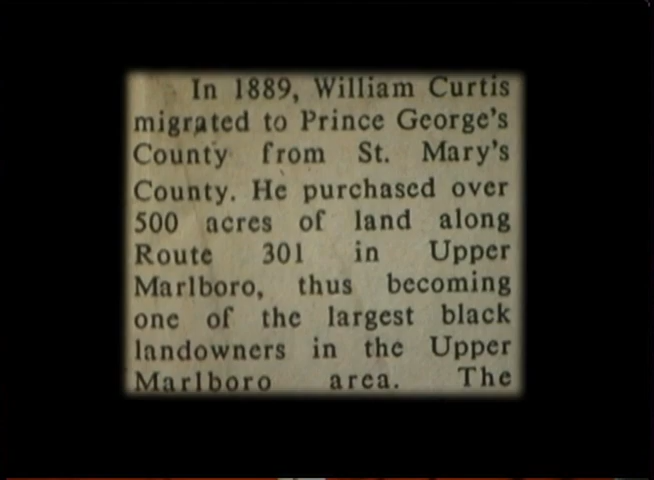 In 1889, William Curtis
migrated to Prince George's
County from St. Mary's
County. He purchased over
500 acres of land along
Route 301 in Upper
Marlboro, thus becoming
one of the largest black
landowners in the Upper
Marlboro area. The